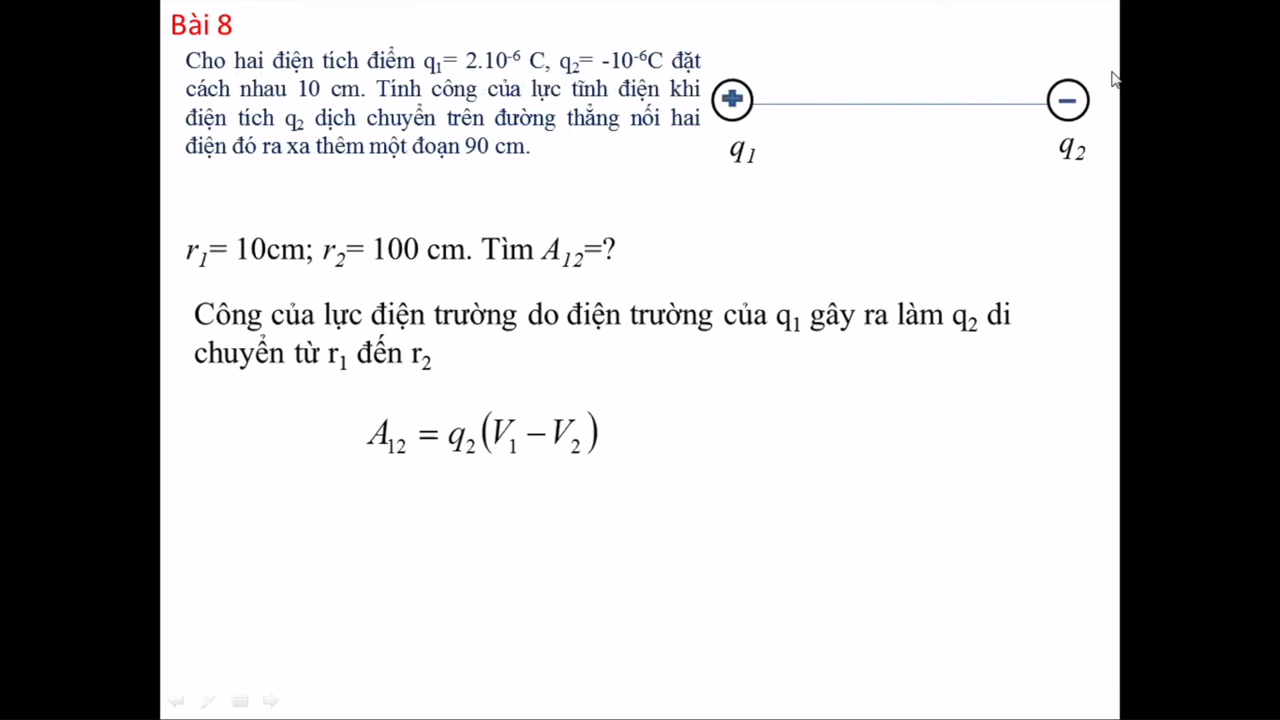 Bài 8
Cho hai điện tích điểm q₁= 2.10⁻⁶ C, q₂= -10⁻⁶C đặt
cách nhau 10 cm. Tính công của lực tĩnh điện khi
điện tích q₂ dịch chuyển trên đường thẳng nối hai
điện đó ra xa thêm một đoạn 90 cm.
+
−
q₁
q₂
r₁= 10cm; r₂= 100 cm. Tìm A₁₂=?
Công của lực điện trường do điện trường của q₁ gây ra làm q₂ di
chuyển từ r₁ đến r₂
A₁₂ = q₂(V₁ − V₂)